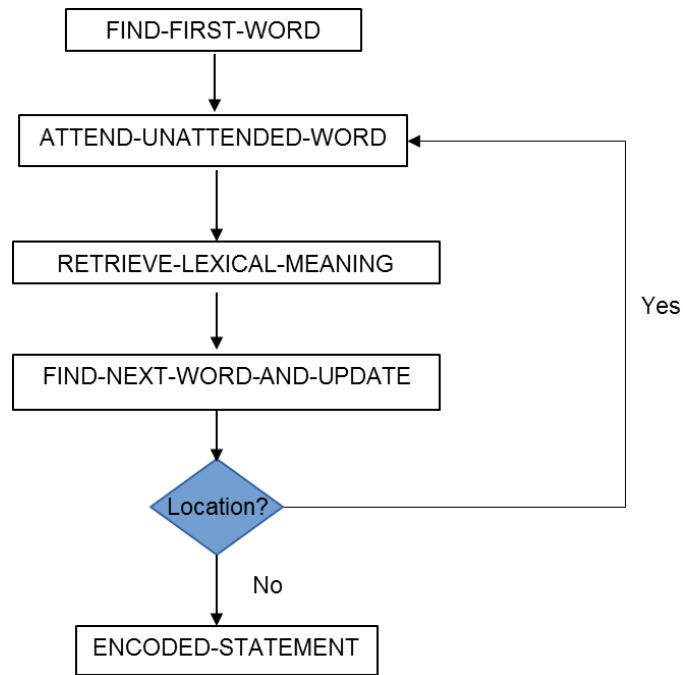 FIND-FIRST-WORD
ATTEND-UNATTENDED-WORD
RETRIEVE-LEXICAL-MEANING
Yes
FIND-NEXT-WORD-AND-UPDATE
Location?
No
ENCODED-STATEMENT